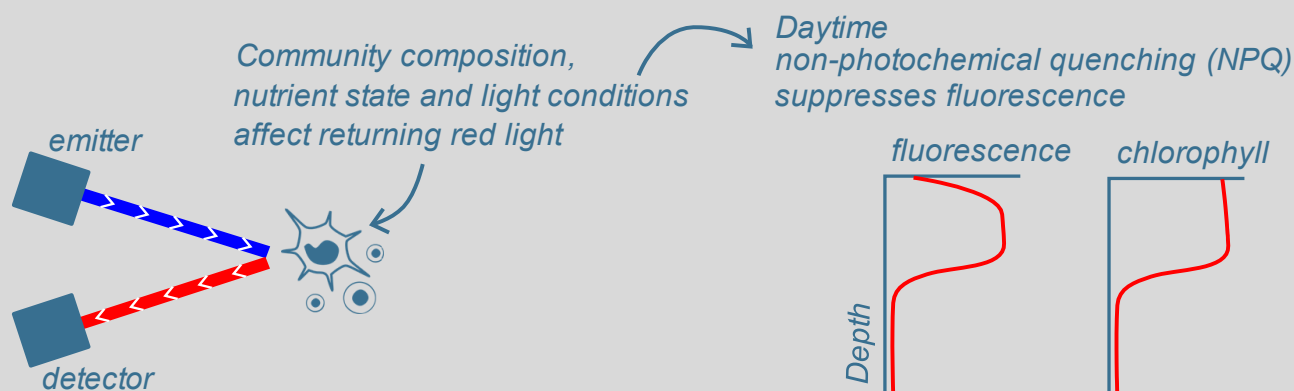 Community composition,
nutrient state and light conditions
affect returning red light
Daytime
non-photochemical quenching (NPQ)
suppresses fluorescence
emitter
detector
fluorescence
chlorophyll
Depth